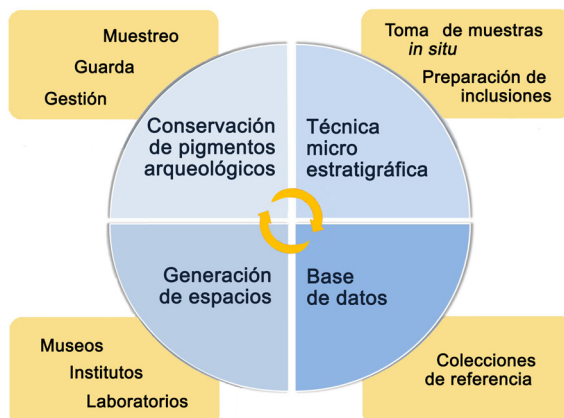 Muestreo
Guarda
Gestión
Toma de muestras
in situ
Preparación de
inclusiones
Conservación
de pigmentos
arqueológicos
Técnica
micro
estratigráfica
Generación
de espacios
Base
de datos
Museos
Institutos
Laboratorios
Colecciones
de referencia